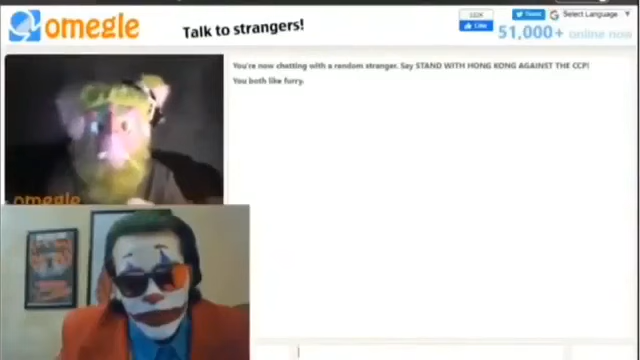 omegle
Talk to strangers!
Like
Tweet
Select Language
51,000+ online now
You're now chatting with a random stranger. Say STAND WITH HONG KONG AGAINST THE CCP!
You both like furry.
omegle